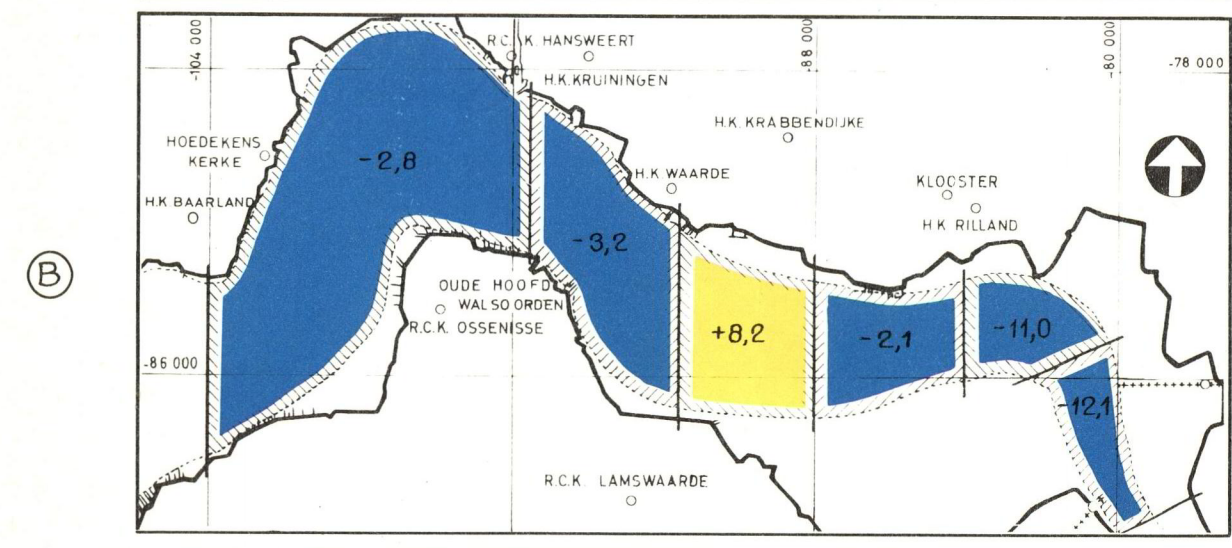 B
-104 000
-88 000
-80 000
-78 000
R.C. K. HANSWEERT
H.K. KRUININGEN
H.K. KRABBENDIJKE
HOEDEKENS
KERKE
-2,8
H.K WAARDE
KLOOSTER
H.K BAARLAND
H.K RILLAND
-3,2
OUDE HOOFD
WALSOORDEN
R.C.K. OSSENISSE
+8,2
-2,1
-11,0
-86 000
-12,1
R.C.K. LAMSWAARDE